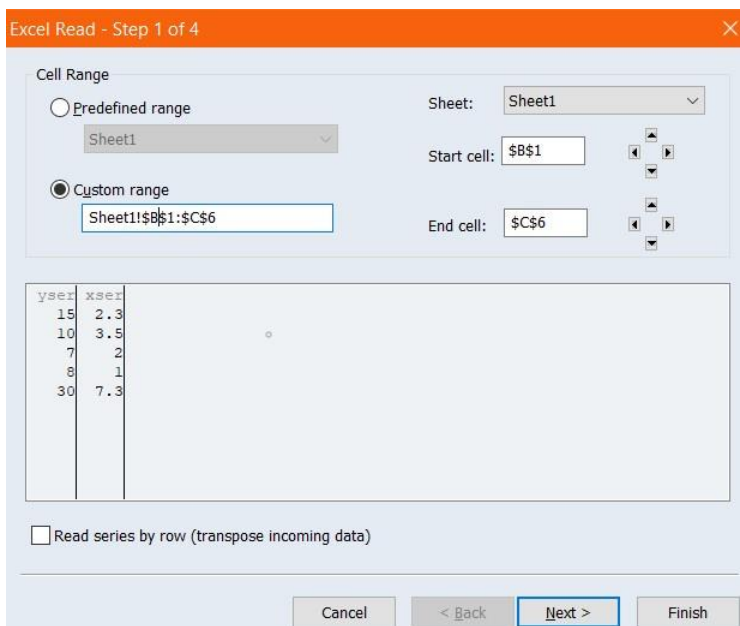 Excel Read - Step 1 of 4
Cell Range
Predefined range
Sheet1
Custom range
Sheet1!$B$1:$C$6
Sheet: Sheet1
Start cell: $B$1
End cell: $C$6
yser xser
15 2.3
10 3.5
7 2
8 1
30 7.3
Read series by row (transpose incoming data)
Cancel < Back Next > Finish